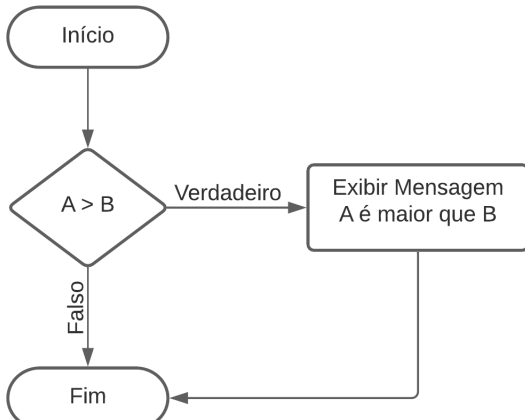 Início
A > B
Verdadeiro
Exibir Mensagem
A é maior que B
Falso
Fim